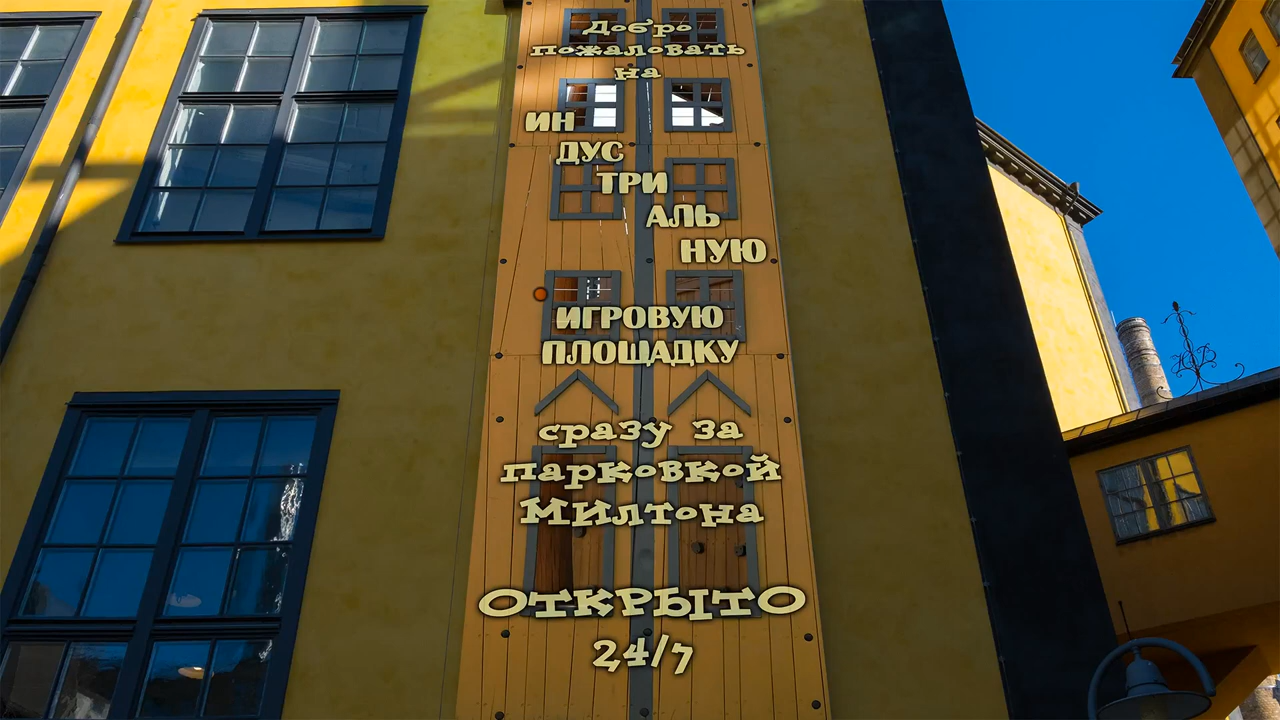 Добро
пожаловать
на
ИН
ДУС
ТРИ
АЛЬ
НУЮ
ИГРОВУЮ
ПЛОЩАДКУ
сразу за
парковкой
Милтона
ОТКРЫТО
24/7